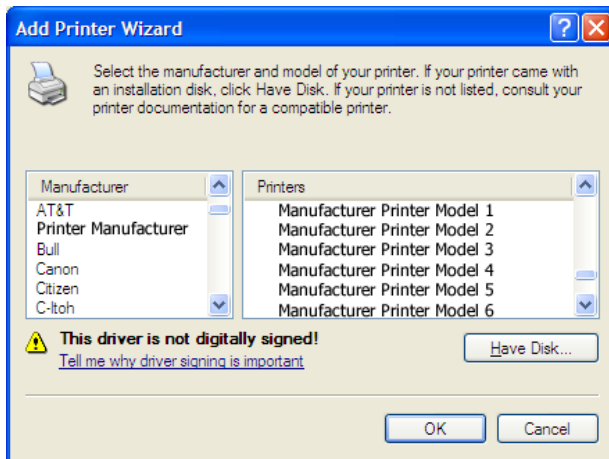 Add Printer Wizard
Select the manufacturer and model of your printer. If your printer came with
an installation disk, click Have Disk. If your printer is not listed, consult your
printer documentation for a compatible printer.
Manufacturer
AT&T
Printer Manufacturer
Bull
Canon
Citizen
C-Itoh
Printers
Manufacturer Printer Model 1
Manufacturer Printer Model 2
Manufacturer Printer Model 3
Manufacturer Printer Model 4
Manufacturer Printer Model 5
Manufacturer Printer Model 6
This driver is not digitally signed!
Tell me why driver signing is important
Have Disk...
OK
Cancel